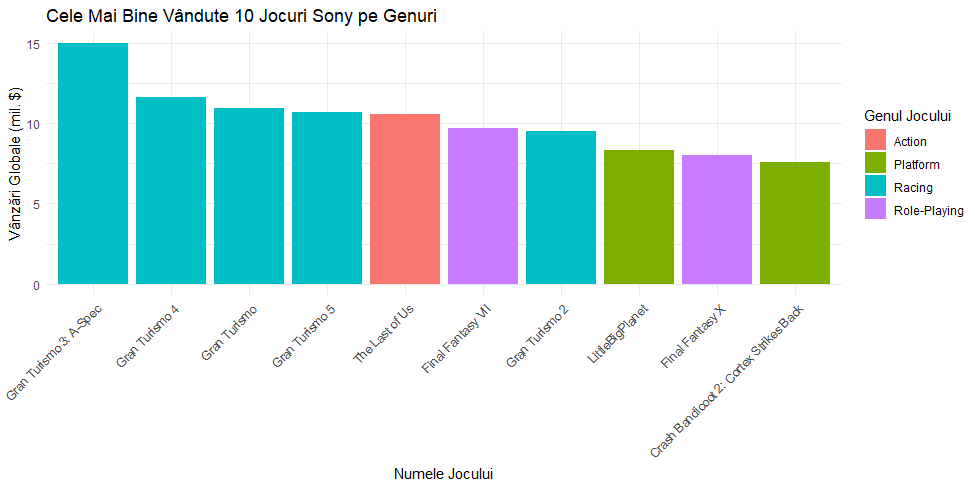 Cele Mai Bine Vândute 10 Jocuri Sony pe Genuri
Vânzări Globale (mil. $)
15
10
5
0
Gran Turismo 3: A-Spec
Gran Turismo 4
Gran Turismo
Gran Turismo 5
The Last of Us
Final Fantasy VII
Gran Turismo 2
LittleBigPlanet
Final Fantasy X
Crash Bandicoot 2: Cortex Strikes Back
Numele Jocului
Genul Jocului
Action
Platform
Racing
Role-Playing